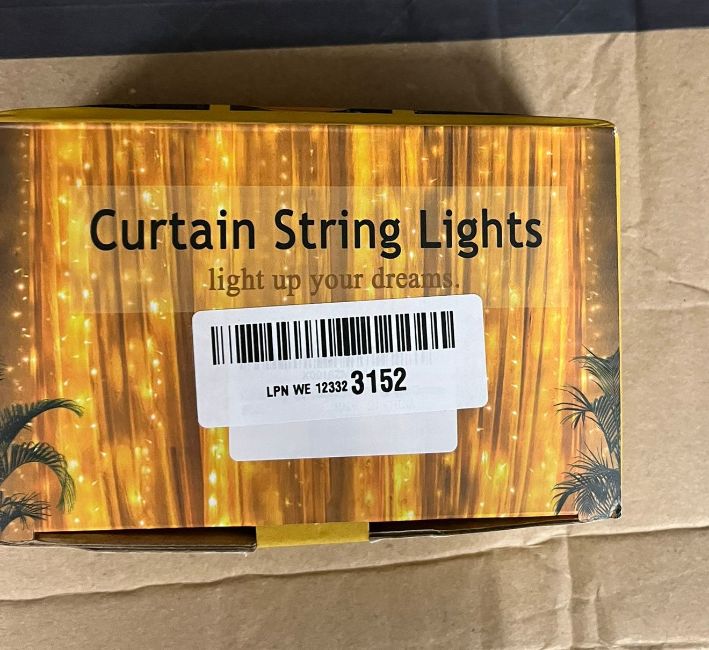 Curtain String Lights
light up your dreams.
LPN WE 12332 3152